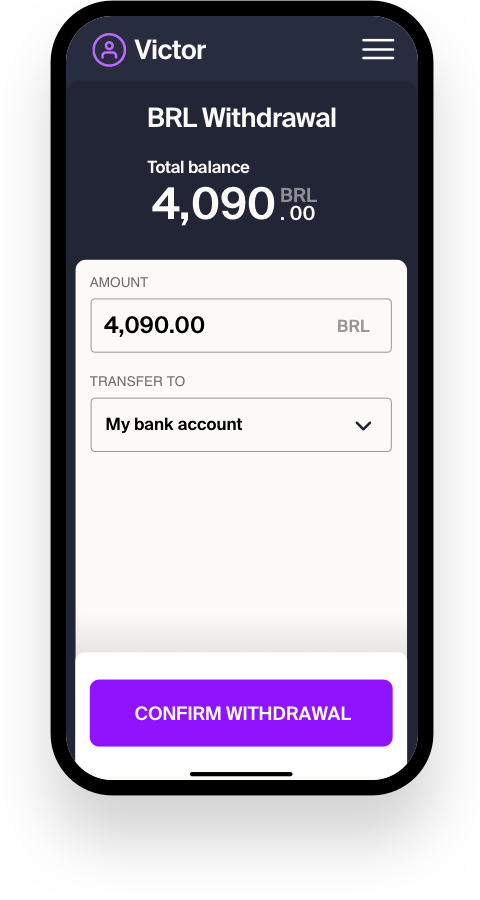 Victor
BRL Withdrawal
Total balance
4,090.00 BRL
AMOUNT
4,090.00 BRL
TRANSFER TO
My bank account
CONFIRM WITHDRAWAL